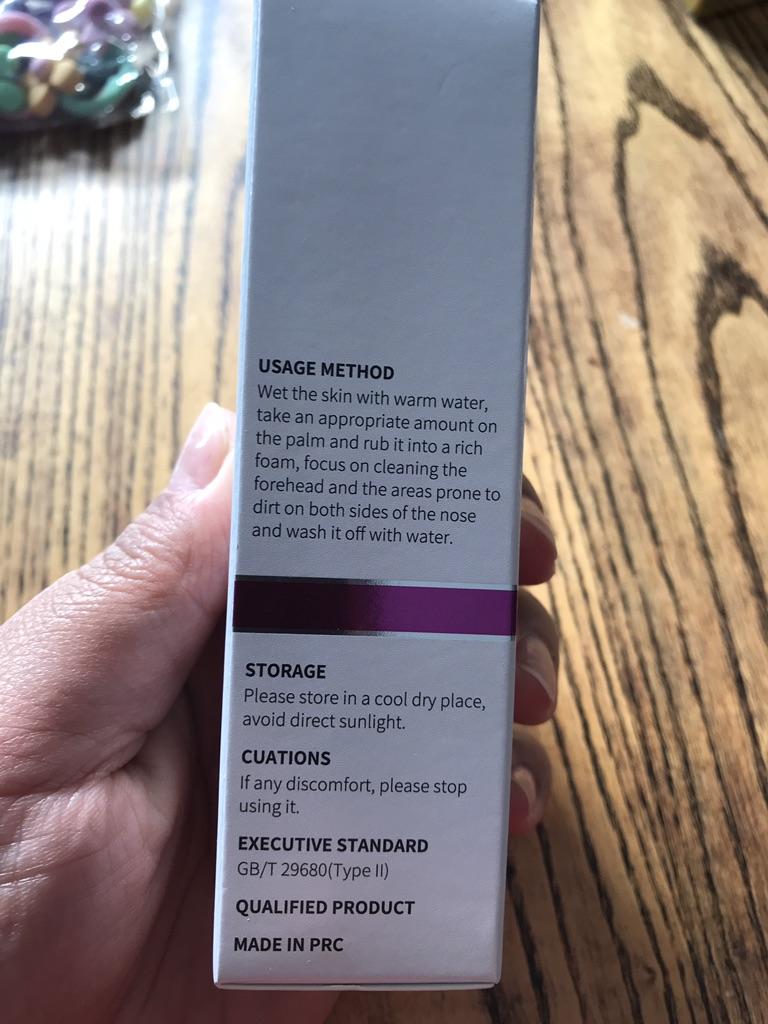 USAGE METHOD
Wet the skin with warm water,
take an appropriate amount on
the palm and rub it into a rich
foam, focus on cleaning the
forehead and the areas prone to
dirt on both sides of the nose
and wash it off with water.
STORAGE
Please store in a cool dry place,
avoid direct sunlight.
CUATIONS
If any discomfort, please stop
using it.
EXECUTIVE STANDARD
GB/T 29680(Type II)
QUALIFIED PRODUCT
MADE IN PRC